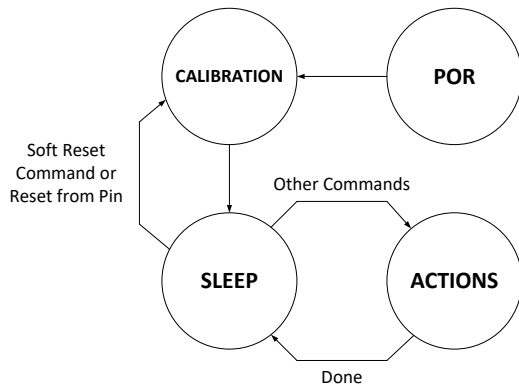 CALIBRATION
POR
Soft Reset
Command or
Reset from Pin
Other Commands
SLEEP
ACTIONS
Done